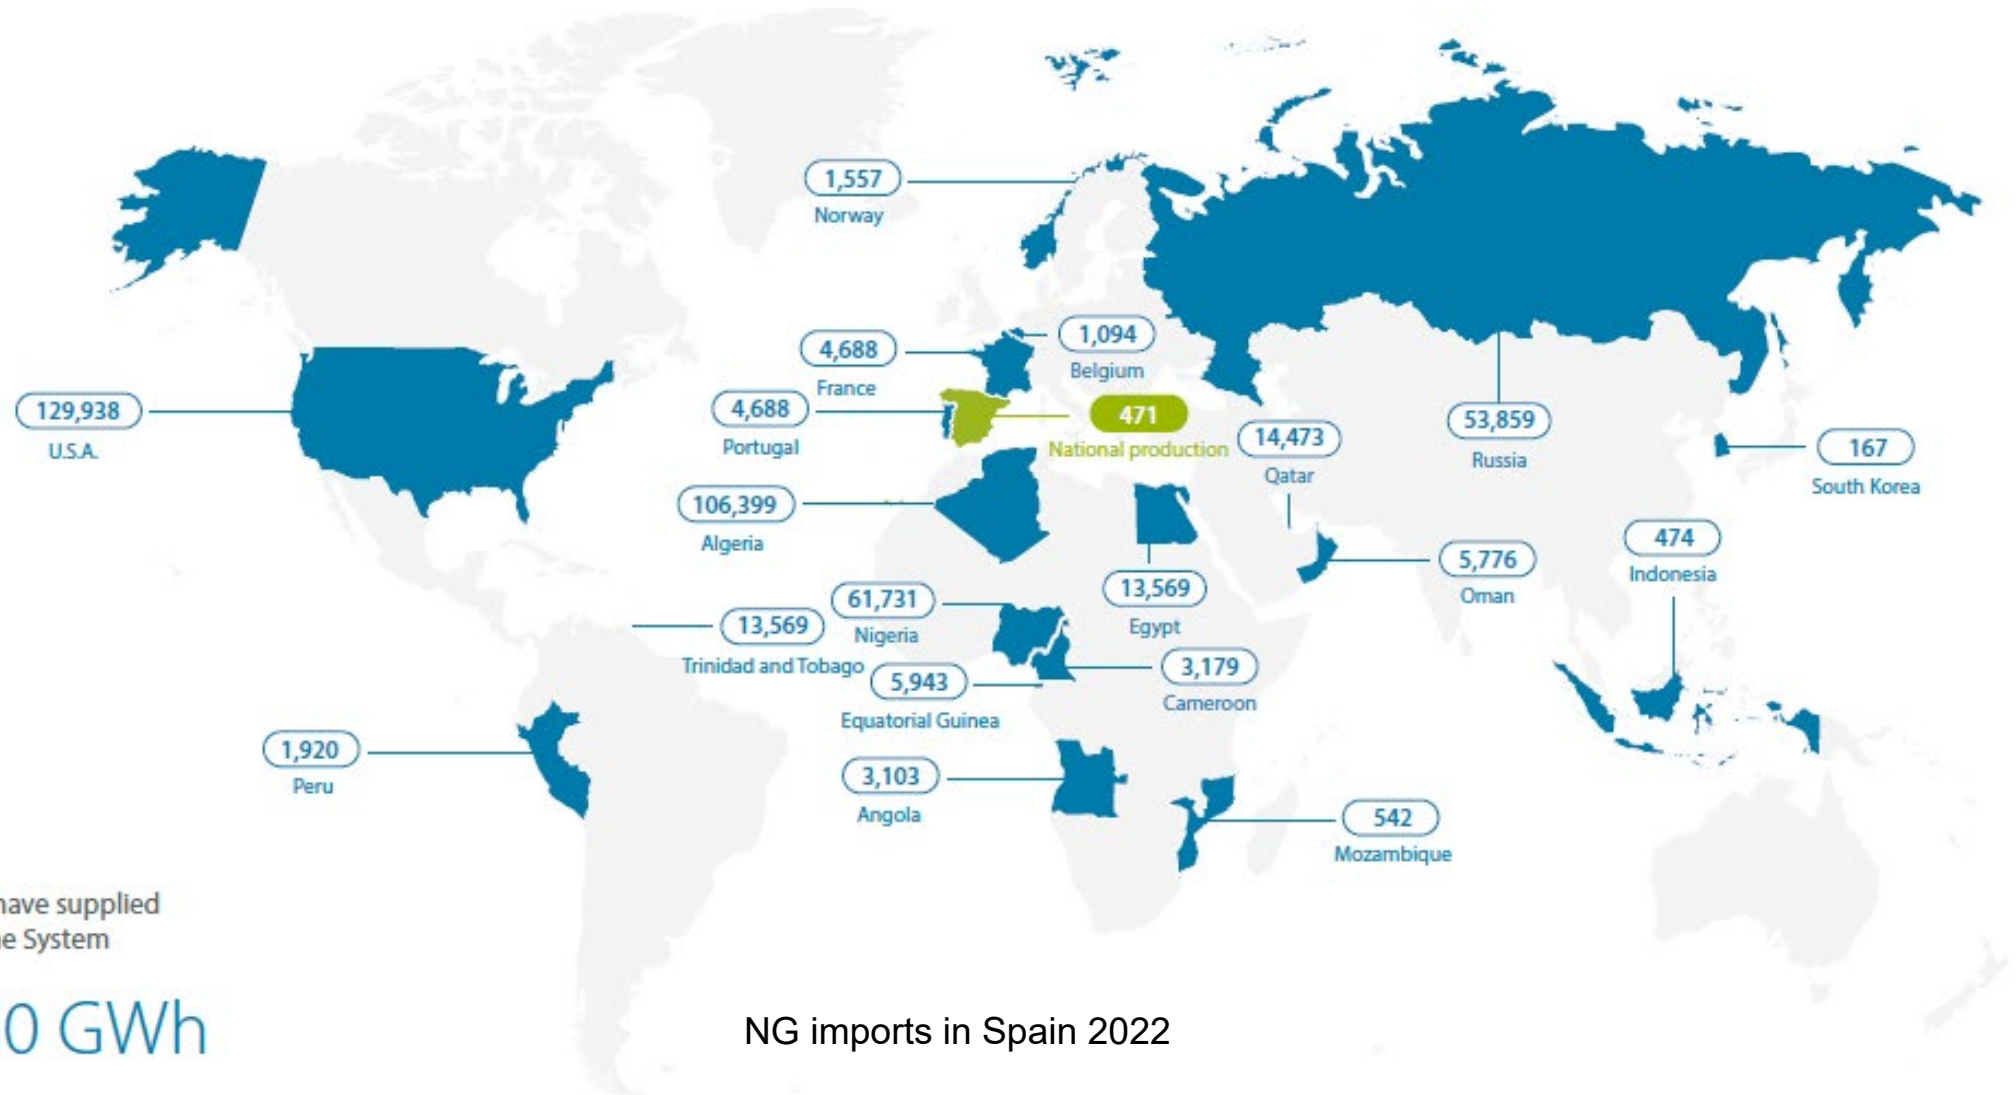 1,557
Norway
4,688
France
1,094
Belgium
129,938
U.S.A.
4,688
Portugal
471
National production
14,473
Qatar
53,859
Russia
167
South Korea
106,399
Algeria
13,569
Egypt
5,776
Oman
474
Indonesia
61,731
Nigeria
13,569
Trinidad and Tobago
5,943
Equatorial Guinea
3,179
Cameroon
1,920
Peru
3,103
Angola
542
Mozambique
have supplied
System
0 GWh
NG imports in Spain 2022